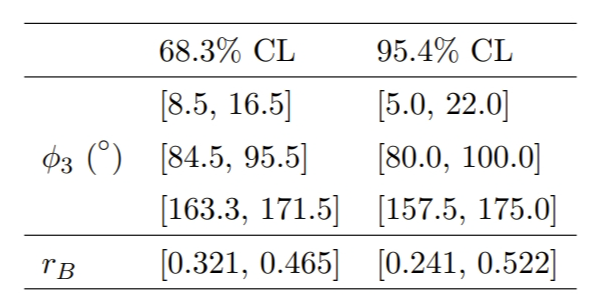 68.3% CL 95.4% CL
[8.5, 16.5] [5.0, 22.0]
ϕ₃ (°) [84.5, 95.5] [80.0, 100.0]
[163.3, 171.5] [157.5, 175.0]
r_B [0.321, 0.465] [0.241, 0.522]